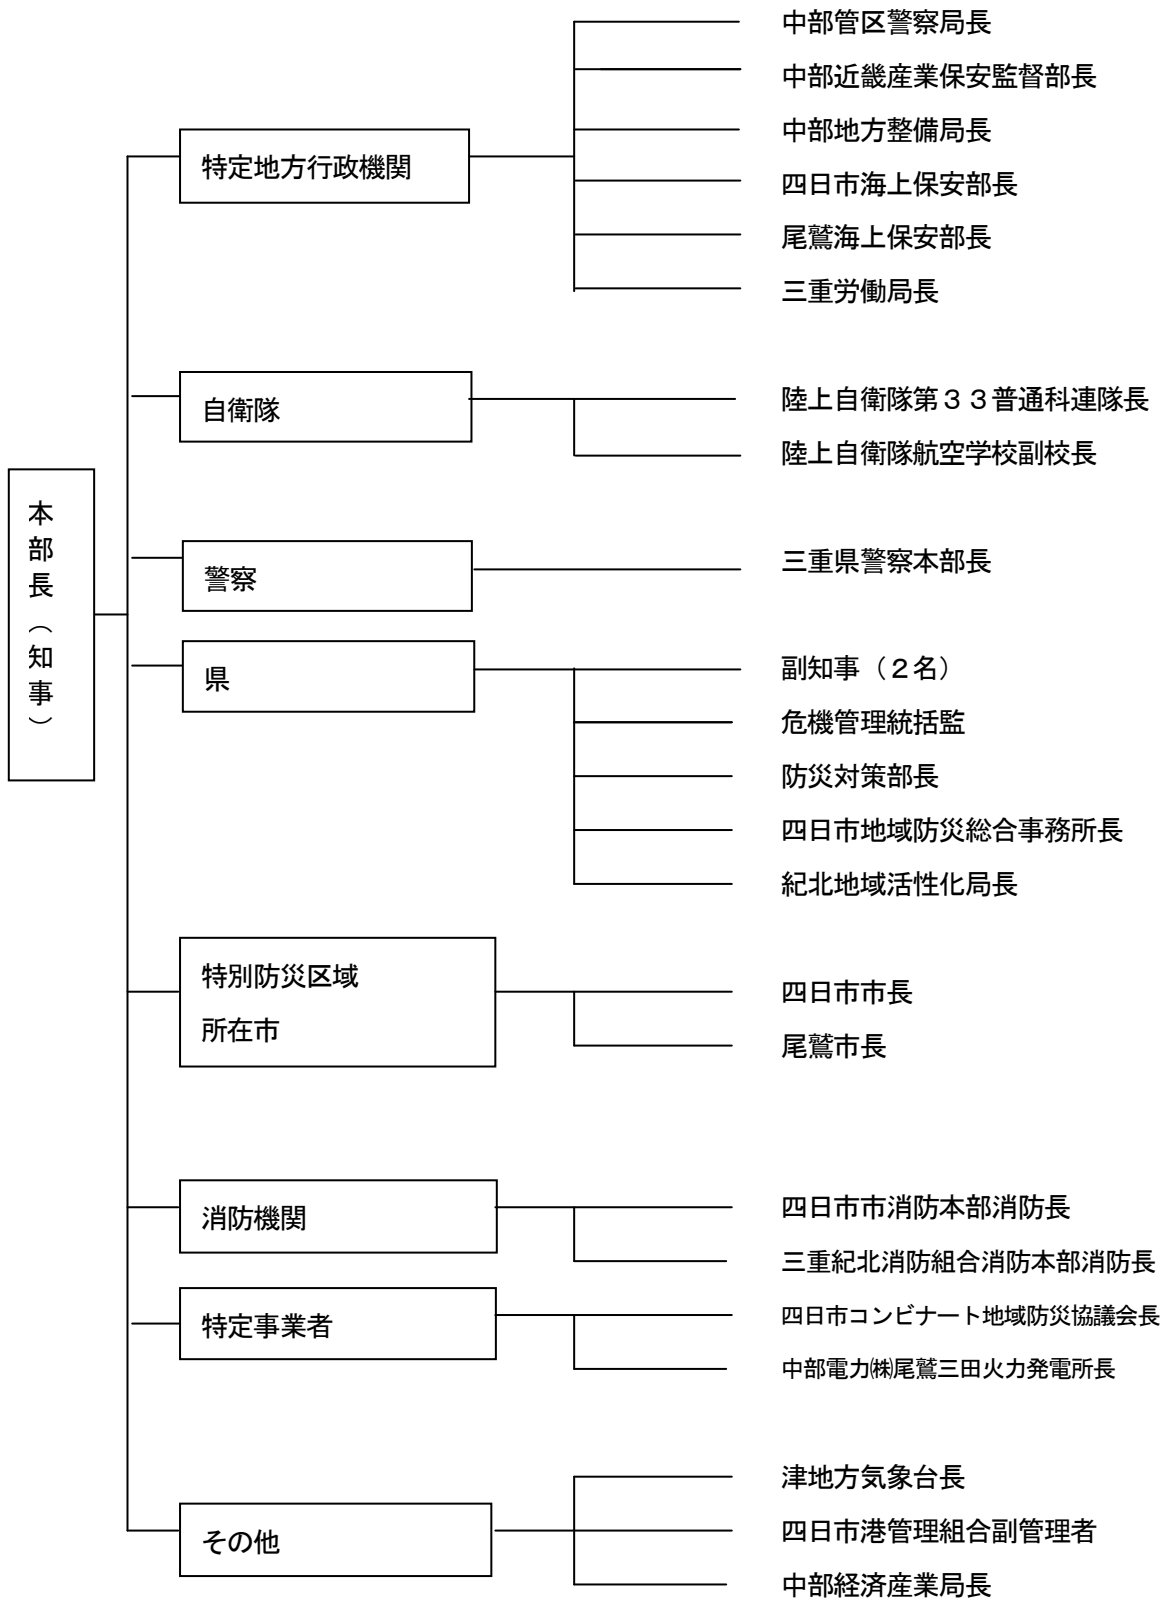 本部長（知事）
特定地方行政機関
中部管区警察局長
中部近畿産業保安監督部長
中部地方整備局長
四日市海上保安部長
尾鷲海上保安部長
三重労働局長
自衛隊
陸上自衛隊第３３普通科連隊長
陸上自衛隊航空学校副校長
警察
三重県警察本部長
県
副知事（２名）
危機管理統括監
防災対策部長
四日市地域防災総合事務所長
紀北地域活性化局長
特別防災区域
所在市
四日市市長
尾鷲市長
消防機関
四日市市消防本部消防長
三重紀北消防組合消防本部消防長
特定事業者
四日市コンビナート地域防災協議会長
中部電力㈱尾鷲三田火力発電所長
その他
津地方気象台長
四日市港管理組合副管理者
中部経済産業局長